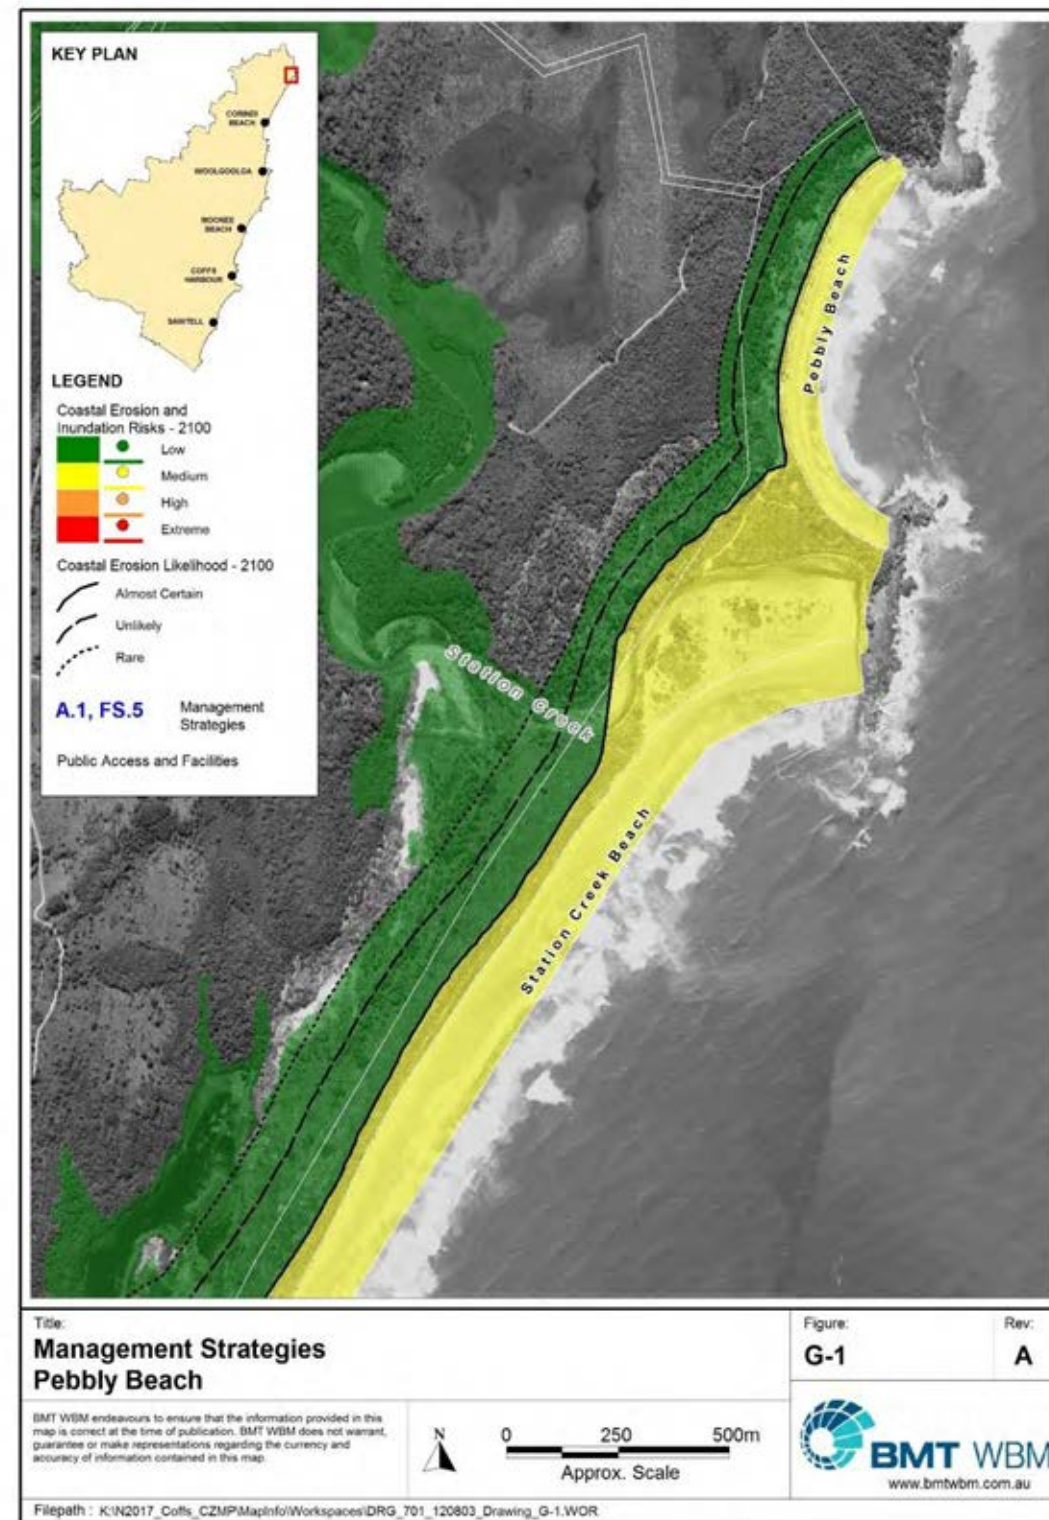 KEY PLAN
CORINDI
BEACH
WOOLGOOLGA
MOONEE
BEACH
COFFS
HARBOUR
SAWTELL
LEGEND
Coastal Erosion and
Inundation Risks - 2100
Low
Medium
High
Extreme
Coastal Erosion Likelihood - 2100
Almost Certain
Unlikely
Rare
A.1, FS.5 Management
Strategies
Public Access and Facilities
Pebbly Beach
Station Creek
Station Creek Beach
Title:
Management Strategies
Pebbly Beach
BMT WBM endeavours to ensure that the information provided in this
map is correct at the time of publication. BMT WBM does not warrant,
guarantee or make representations regarding the currency and
accuracy of information contained in this map.
N
0 250 500m
Approx. Scale
Figure:
G-1
Rev:
A
BMT WBM
www.bmtwbm.com.au
Filepath : K:\N2017_Coffs_CZMP\MapInfo\Workspaces\DRG_701_120803_Drawing_G-1.WOR